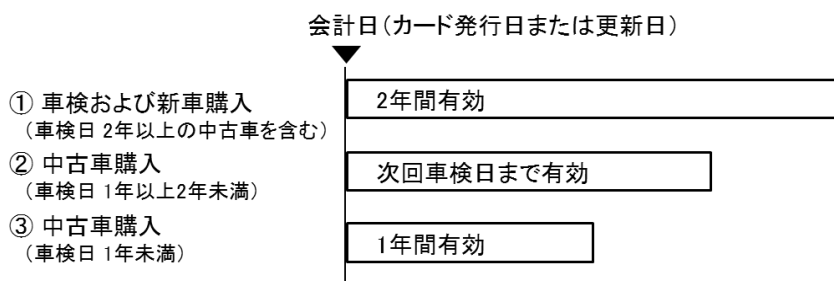 会計日(カード発行日または更新日)
① 車検および新車購入
2年間有効
(車検日 2年以上の中古車を含む)
② 中古車購入
次回車検日まで有効
(車検日 1年以上2年未満)
③ 中古車購入
1年間有効
(車検日 1年未満)